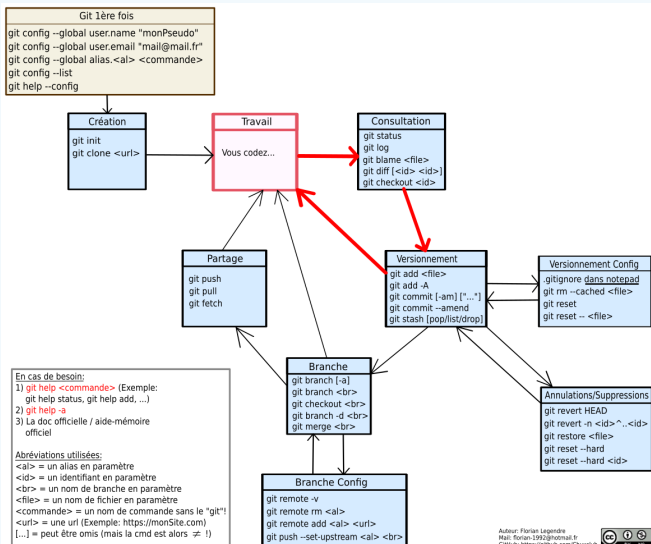 Git 1ère fois
git config --global user.name "monPseudo"
git config --global user.email "mail@mail.fr"
git config --global alias.<al> <commande>
git config --list
git help --config
Création
git init
git clone <url>
Travail
Vous codez...
Consultation
git status
git log
git blame <file>
git diff [<id> <id>]
git checkout <id>
Partage
git push
git pull
git fetch
Versionnement
git add <file>
git add -A
git commit [-am] ["..."]
git commit --amend
git stash [pop/list/drop]
Versionnement Config
.gitignore dans notepad
git rm --cached <file>
git reset
git reset -- <file>
Branche
git branch [-a]
git branch <br>
git checkout <br>
git branch -d <br>
git merge <br>
Annulations/Suppressions
git revert HEAD
git revert -n <id>^..<id>
git restore <file>
git reset --hard
git reset --hard <id>
Branche Config
git remote -v
git remote rm <al>
git remote add <al> <url>
git push --set-upstream <al> <br>
En cas de besoin:
1) git help <commande> (Exemple:
git help status, git help add, ...)
2) git help -a
3) La doc officielle / aide-mémoire
officiel
Abréviations utilisées:
<al> = un alias en paramètre
<id> = un identifiant en paramètre
<br> = un nom de branche en paramètre
<file> = un nom de fichier en paramètre
<commande> = un nom de commande sans le "git"!
<url> = une url (Exemple: https://monSite.com)
[...] = peut être omis (mais la cmd est alors ≠ !)
Auteur: Florian Legendre
Mail: florian-1992@hotmail.fr